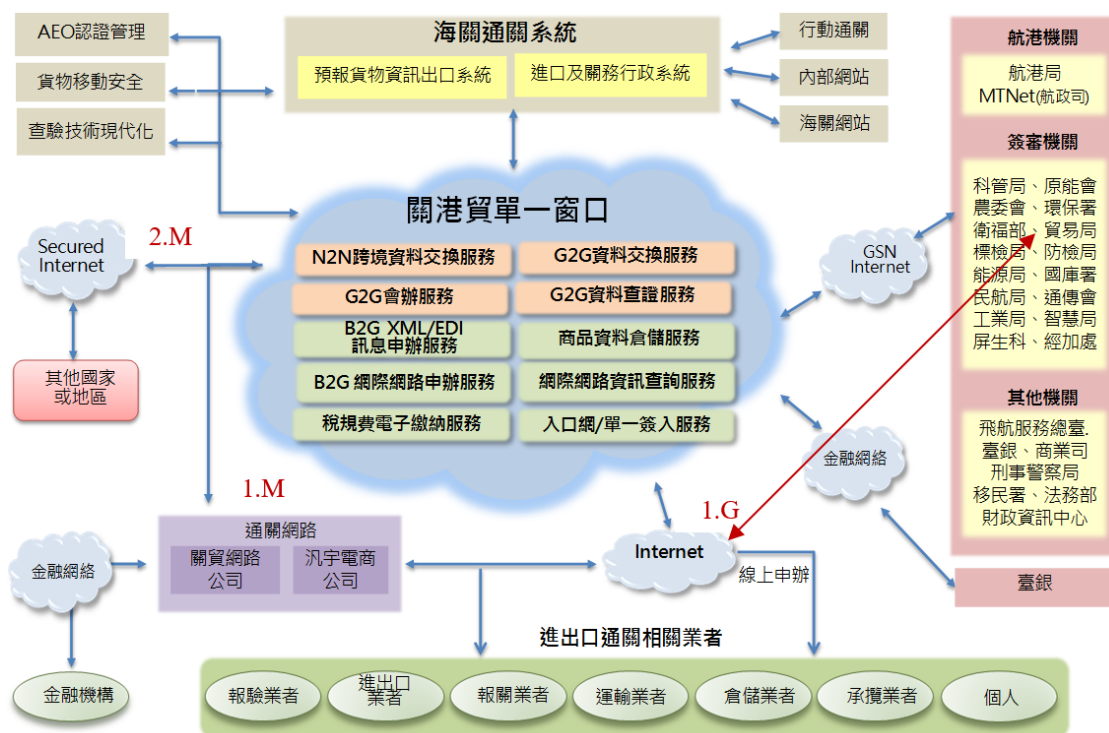 AEO認證管理
貨物移動安全
查驗技術現代化
海關通關系統
預報貨物資訊出口系統
進口及關務行政系統
行動通關
內部網站
海關網站
航港機關
航港局
MTNet(航政司)
簽審機關
科管局、原能會
農委會、環保署
衛福部、貿易局
標檢局、防檢局
能源局、國庫署
民航局、通傳會
工業局、智慧局
屏生科、經加處
其他機關
飛航服務總臺.
臺銀、商業司
刑事警察局
移民署、法務部
財政資訊中心
臺銀
關港貿單一窗口
N2N跨境資料交換服務
G2G資料交換服務
G2G會辦服務
G2G資料查證服務
B2G XML/EDI
訊息申辦服務
商品資料倉儲服務
B2G 網際網路申辦服務
網際網路資訊查詢服務
稅規費電子繳納服務
入口網/單一簽入服務
Secured
Internet
2.M
其他國家
或地區
GSN
Internet
金融網絡
1.M
1.G
通關網路
關貿網路
公司
汎宇電商
公司
金融網絡
Internet
線上申辦
進出口通關相關業者
金融機構
報驗業者
進出口
業者
報關業者
運輸業者
倉儲業者
承攬業者
個人